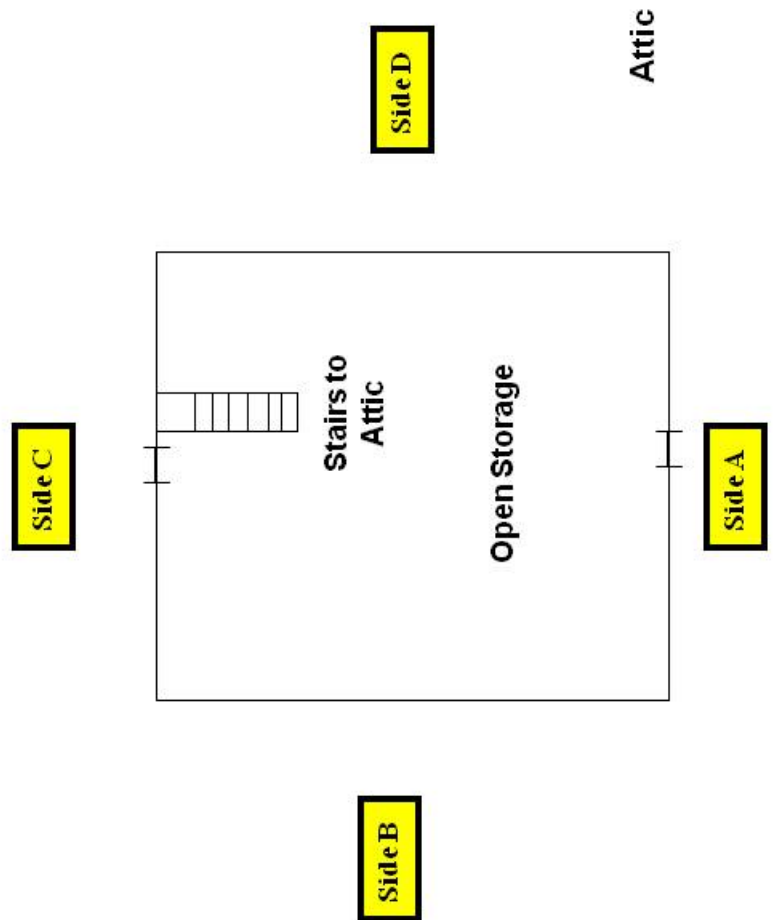 Side C
Stairs to
Attic
Side B
Side D
Open Storage
Attic
Side A